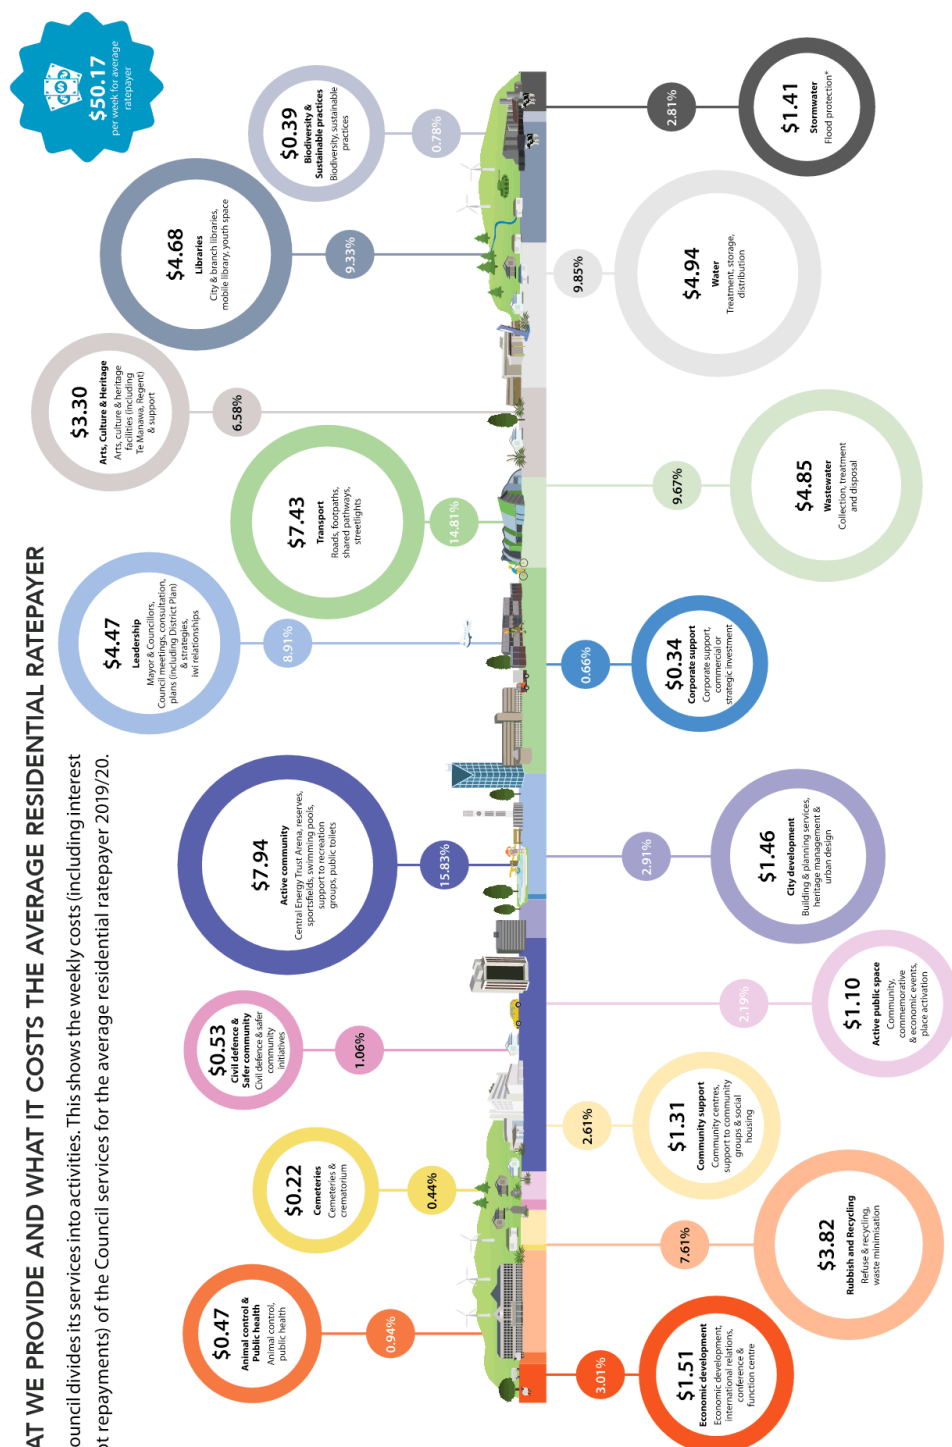 AT WE PROVIDE AND WHAT IT COSTS THE AVERAGE RESIDENTIAL RATEPAYER
ouncil divides its services into activities. This shows the weekly costs (including interest
ot repayments) of the Council services for the average residential ratepayer 2019/20.
$50.17
per week for average
ratepayer
$0.47
Animal control &
Public health
Animal control,
public health
0.94%
$0.22
Cemeteries
Cemeteries &
crematorium
0.44%
$0.53
Civil defence &
Safer community
Civil defence & safer
community
initiatives
1.06%
$7.94
Active community
Central Energy Trust Arena, reserves,
sportsfields, swimming pools,
support to recreation
groups, public toilets
15.83%
$4.47
Leadership
Mayor & Councillors,
Council meetings, consultation,
plans (including District Plan)
& strategies,
iwi relationships
8.91%
$7.43
Transport
Roads, footpaths,
shared pathways,
streetlights
14.81%
$3.30
Arts, Culture & Heritage
Arts, culture & heritage
facilities (including
Te Manawa, Regent)
& support
6.58%
$4.68
Libraries
City & branch libraries,
mobile library, youth space
9.33%
$0.39
Biodiversity &
Sustainable practices
Biodiversity, sustainable
practices
0.78%
3.01%
$1.51
Economic development
Economic development,
international relations,
conference &
function centre
7.61%
$3.82
Rubbish and Recycling
Refuse & recycling,
waste minimisation
2.61%
$1.31
Community support
Community centres,
support to community
groups & social
housing
2.19%
$1.10
Active public space
Community,
commemorative
& economic events,
place activation
2.91%
$1.46
City development
Building & planning services,
heritage management &
urban design
0.66%
$0.34
Corporate support
Corporate support,
commercial or
strategic investment
9.67%
$4.85
Wastewater
Collection, treatment
and disposal
9.85%
$4.94
Water
Treatment, storage,
distribution
2.81%
$1.41
Stormwater
Flood protection*